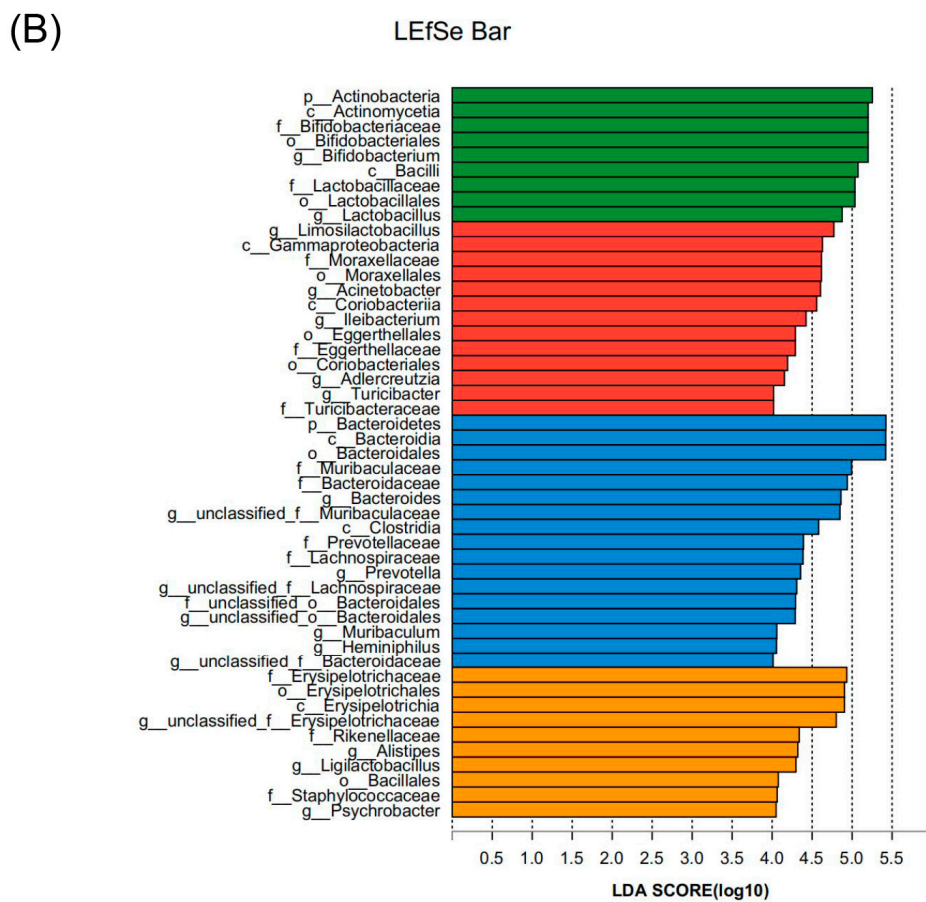 (B)
LEfSe Bar
p__Actinobacteria
c__Actinomycetia
f__Bifidobacteriaceae
o__Bifidobacteriales
g__Bifidobacterium
c__Bacilli
f__Lactobacillaceae
o__Lactobacillales
g__Lactobacillus
g__Limosilactobacillus
c__Gammaproteobacteria
f__Moraxellaceae
o__Moraxellales
g__Acinetobacter
c__Coriobacteriia
g__Ileibacterium
o__Eggerthellales
f__Eggerthellaceae
o__Coriobacteriales
g__Adlercreutzia
g__Turicibacter
f__Turicibacteraceae
p__Bacteroidetes
c__Bacteroidia
o__Bacteroidales
f__Muribaculaceae
f__Bacteroidaceae
g__Bacteroides
g__unclassified_f__Muribaculaceae
c__Clostridia
f__Prevotellaceae
f__Lachnospiraceae
g__Prevotella
g__unclassified_f__Lachnospiraceae
f__unclassified_o__Bacteroidales
g__unclassified_o__Bacteroidales
g__Muribaculum
g__Heminiphilus
g__unclassified_f__Bacteroidaceae
f__Erysipelotrichaceae
o__Erysipelotrichales
c__Erysipelotrichia
g__unclassified_f__Erysipelotrichaceae
f__Rikenellaceae
g__Alistipes
g__Ligilactobacillus
o__Bacillales
f__Staphylococcaceae
g__Psychrobacter
0.5 1.0 1.5 2.0 2.5 3.0 3.5 4.0 4.5 5.0 5.5
LDA SCORE(log10)